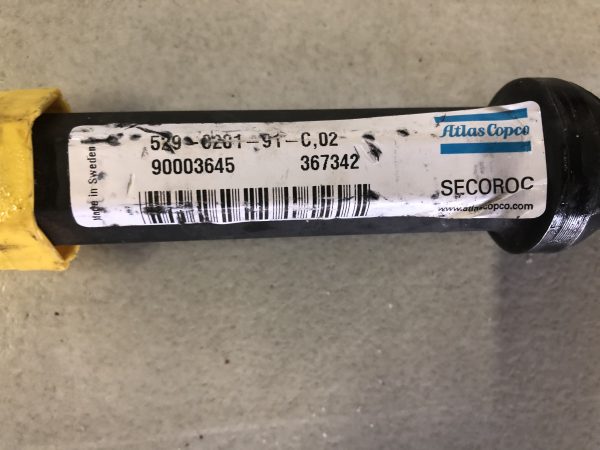 529-0201-91-C,02
90003645 367342
Made in Sweden
Atlas Copco
SECOROC
www.atlascopco.com